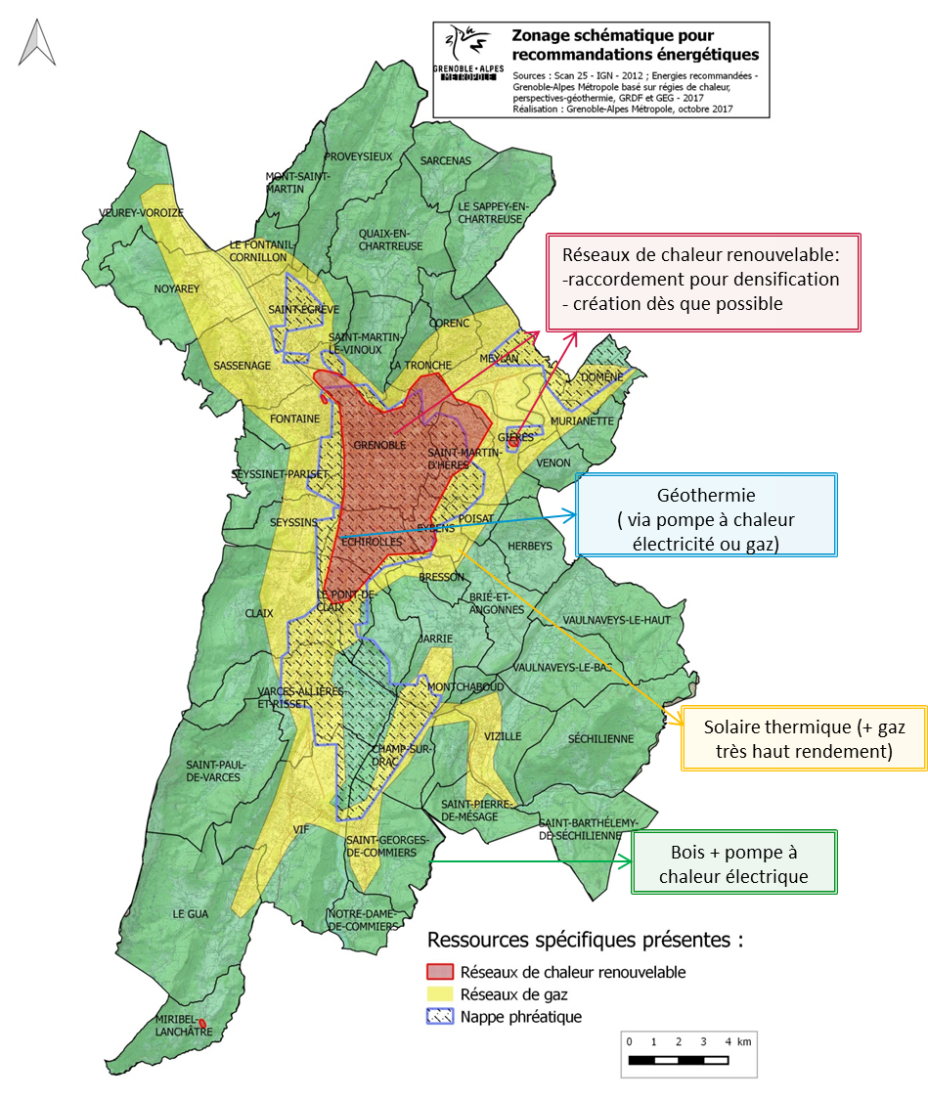 GRENOBLE • ALPES
MÉTROPOLE
Zonage schématique pour
recommandations énergétiques
Sources : Scan 25 - IGN - 2012 ; Energies recommandées -
Grenoble-Alpes Métropole basé sur régies de chaleur,
perspectives-géothermie, GRDF et GEG - 2017
Réalisation : Grenoble-Alpes Métropole, octobre 2017
PROVEYSIEUX
SARCENAS
MONT-SAINT-
MARTIN
VEUREY-VOROIZE
LE SAPPEY-EN-
CHARTREUSE
QUAIX-EN-
CHARTREUSE
LE FONTANIL-
CORNILLON
Réseaux de chaleur renouvelable:
-raccordement pour densification
- création dès que possible
NOYAREY
SAINT-ÉGRÈVE
CORENC
SAINT-MARTIN-
LE-VINOUX
MEYLAN
SASSENAGE
LA TRONCHE
DOMÈNE
FONTAINE
MURIANETTE
GIÈRES
GRENOBLE
SAINT-MARTIN-
D'HÈRES
VENON
SEYSSINET-PARISET
Géothermie
( via pompe à chaleur
électricité ou gaz)
SEYSSINS
POISAT
EYBENS
ÉCHIROLLES
HERBEYS
BRESSON
LE PONT-DE-
CLAIX
BRIÉ-ET-
ANGONNES
CLAIX
VAULNAVEYS-LE-HAUT
JARRIE
VAULNAVEYS-LE-BAS
VARCES-ALLIÈRES-
ET-RISSET
MONTCHABOUD
Solaire thermique (+ gaz
très haut rendement)
VIZILLE
SÉCHILIENNE
CHAMP-SUR-
DRAC
SAINT-PAUL-
DE-VARCES
SAINT-PIERRE-
DE-MÉSAGE
SAINT-BARTHÉLEMY-
DE-SÉCHILIENNE
VIF
SAINT-GEORGES-
DE-COMMIERS
Bois + pompe à
chaleur électrique
LE GUA
NOTRE-DAME-
DE-COMMIERS
Ressources spécifiques présentes :
Réseaux de chaleur renouvelable
Réseaux de gaz
Nappe phréatique
MIRIBEL-
LANCHÂTRE
0 1 2 3 4 km